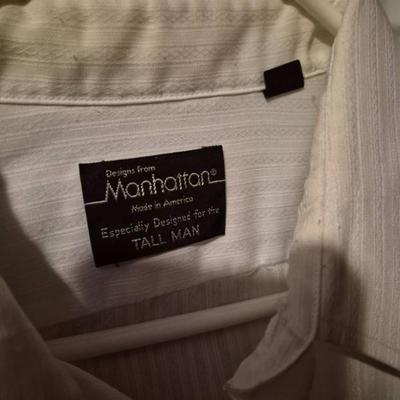 Designs from
Manhattan®
Made in America
Especially Designed for the
TALL MAN